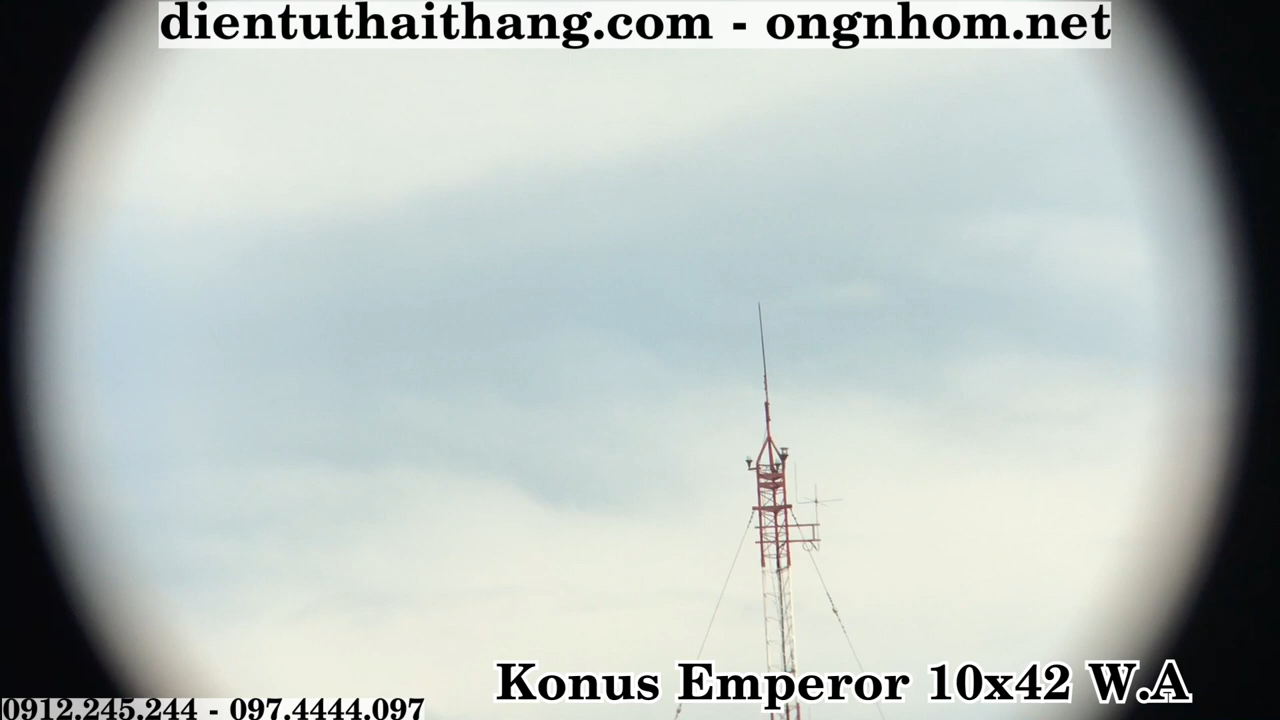 dientuthaithang.com - ongnhom.net
Konus Emperor 10x42 W.A
0912.245.244 - 097.4444.097